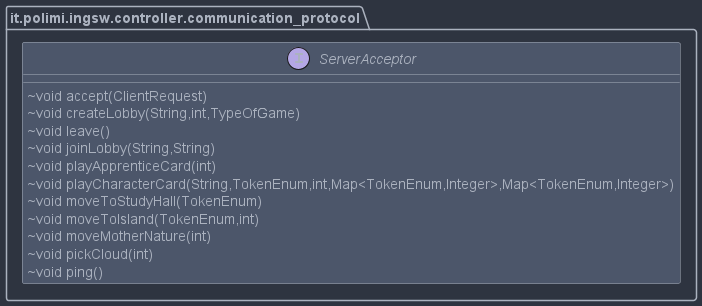 it.polimi.ingsw.controller.communication_protocol
ServerAcceptor
~void accept(ClientRequest)
~void createLobby(String,int,TypeOfGame)
~void leave()
~void joinLobby(String,String)
~void playApprenticeCard(int)
~void playCharacterCard(String,TokenEnum,int,Map<TokenEnum,Integer>,Map<TokenEnum,Integer>)
~void moveToStudyHall(TokenEnum)
~void moveToIsland(TokenEnum,int)
~void moveMotherNature(int)
~void pickCloud(int)
~void ping()